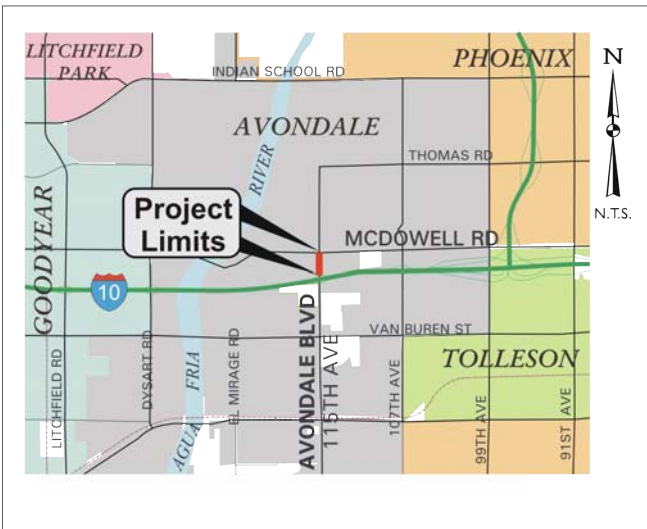 LITCHFIELD
PARK
INDIAN SCHOOL RD
PHOENIX
N
AVONDALE
THOMAS RD
RIVER
N.T.S.
Project
Limits
MCDOWELL RD
GOODYEAR
10
AVONDALE BLVD
115TH AVE
VAN BUREN ST
TOLLESON
LITCHFIELD RD
DYSART RD
AGUA FRIA
EL MIRAGE RD
107TH AVE
99TH AVE
91ST AVE